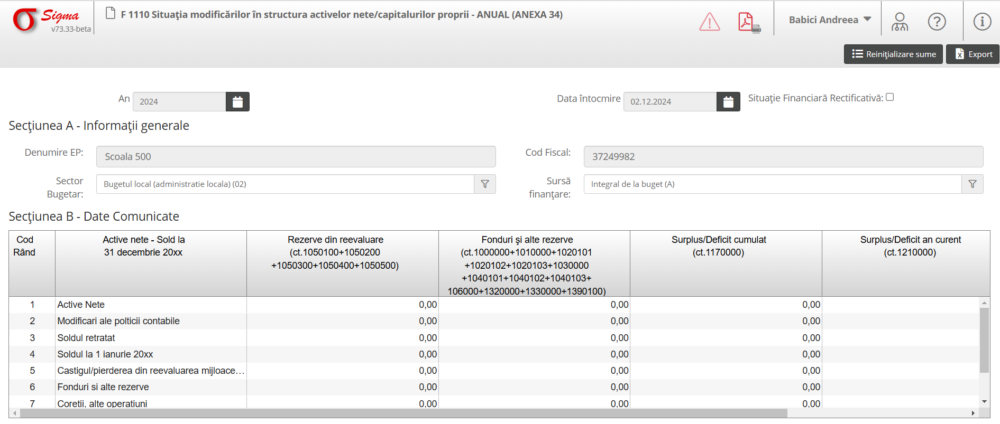 σ Sigma
v73.33-beta
F 1110 Situaţia modificărilor în structura activelor nete/capitalurilor proprii - ANUAL (ANEXA 34)
Babici Andreea
Reiniţializare sume
Export
An
2024
Data întocmire
02.12.2024
Situaţie Financiară Rectificativă:
Secţiunea A - Informaţii generale
Denumire EP:
Scoala 500
Cod Fiscal:
37249982
Sector
Bugetar:
Bugetul local (administratie locala) (02)
Sursă
finanţare:
Integral de la buget (A)
Secţiunea B - Date Comunicate
Cod
Rând
Active nete - Sold la
31 decembrie 20xx
Rezerve din reevaluare
(ct.1050100+1050200
+1050300+1050400+1050500)
Fonduri şi alte rezerve
(ct.1000000+1010000+1020101
+1020102+1020103+1030000
+1040101+1040102+1040103+
106000+1320000+1330000+1390100)
Surplus/Deficit cumulat
(ct.1170000)
Surplus/Deficit an curent
(ct.1210000)
1 Active Nete 0,00 0,00 0,00
2 Modificari ale polticii contabile 0,00 0,00 0,00
3 Soldul retratat 0,00 0,00 0,00
4 Soldul la 1 ianurie 20xx 0,00 0,00 0,00
5 Castigul/pierderea din reevaluarea mijloace… 0,00 0,00 0,00
6 Fonduri si alte rezerve 0,00 0,00 0,00
7 Coretii, alte operatiuni 0,00 0,00 0,00